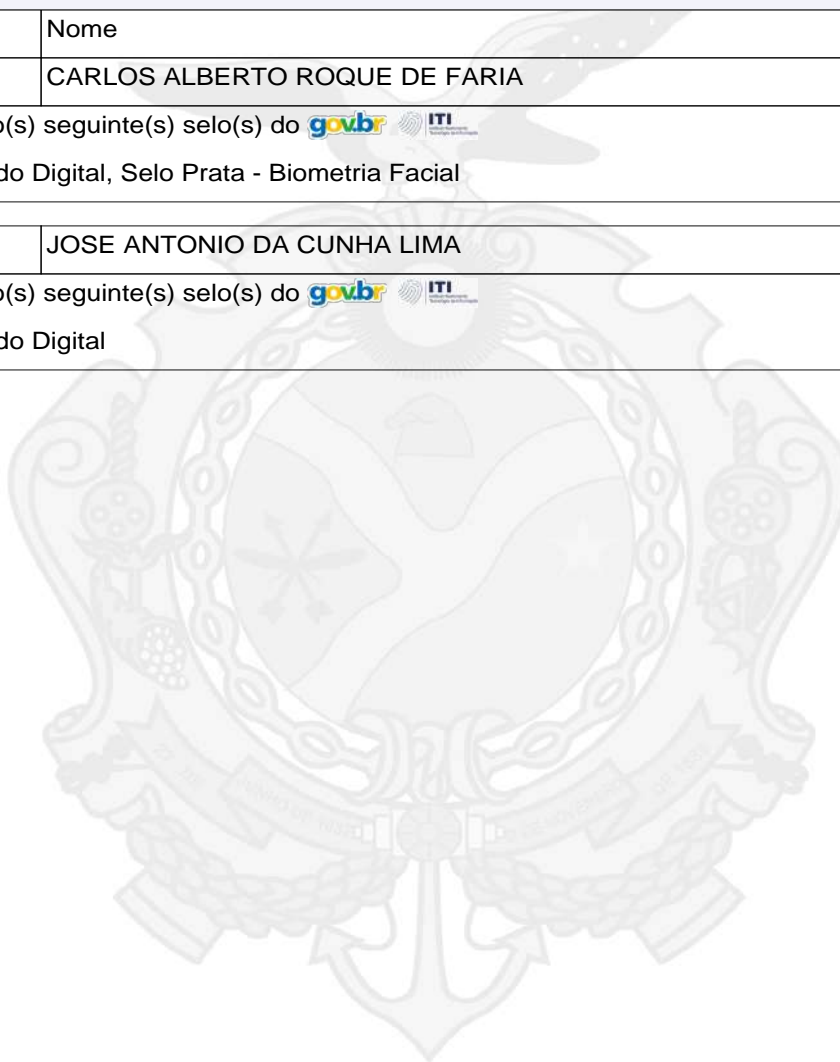 Nome
CARLOS ALBERTO ROQUE DE FARIA
o(s) seguinte(s) selo(s) do gov.br ITI
do Digital, Selo Prata - Biometria Facial
JOSE ANTONIO DA CUNHA LIMA
o(s) seguinte(s) selo(s) do gov.br ITI
do Digital